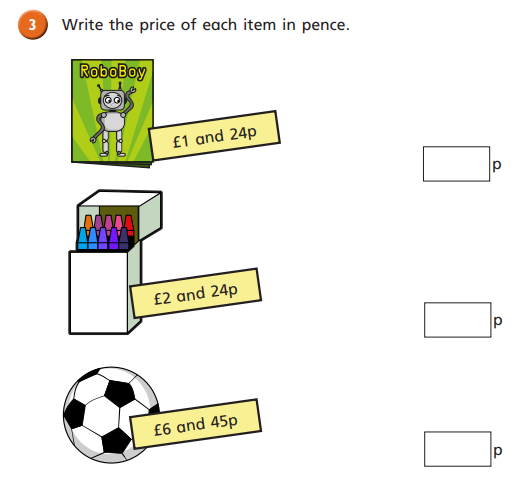 3 Write the price of each item in pence.
RoboBoy
£1 and 24p
p
£2 and 24p
p
£6 and 45p
p